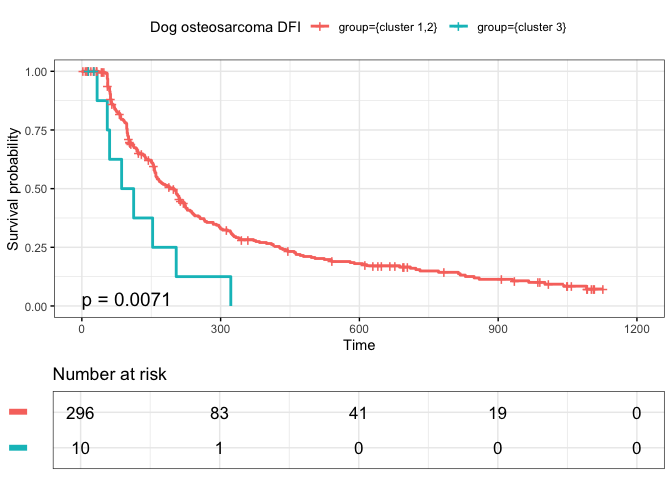 Dog osteosarcoma DFI group={cluster 1,2} group={cluster 3}
1.00
0.75
0.50
0.25
0.00
Survival probability
p = 0.0071
0 300 600 900 1200
Time
Number at risk
296 83 41 19 0
10 1 0 0 0